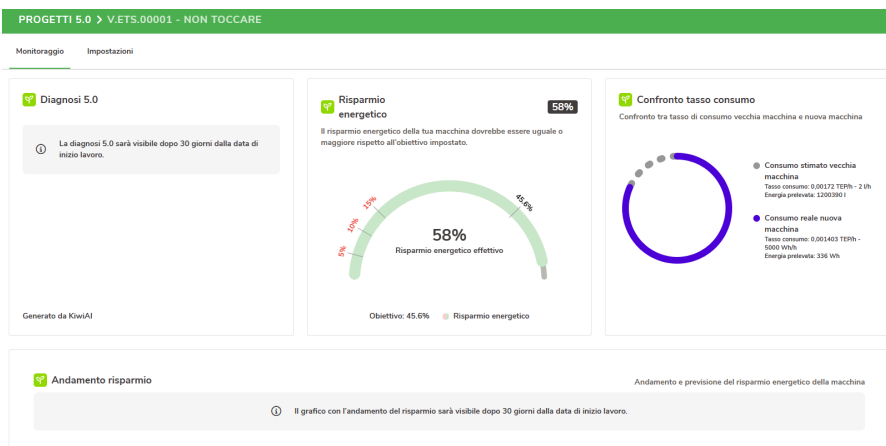 PROGETTI 5.0 > V.ETS.00001 - NON TOCCARE
Monitoraggio
Impostazioni
Diagnosi 5.0
La diagnosi 5.0 sarà visibile dopo 30 giorni dalla data di
inizio lavoro.
Generato da KiwiAI
Risparmio
energetico
58%
Il risparmio energetico della tua macchina dovrebbe essere uguale o
maggiore rispetto all'obiettivo impostato.
5%
10%
15%
45.6%
58%
Risparmio energetico effettivo
Obiettivo: 45.6%
Risparmio energetico
Confronto tasso consumo
Confronto tra tasso di consumo vecchia macchina e nuova macchina
Consumo stimato vecchia
macchina
Tasso consumo: 0,00172 TEP/h - 2 l/h
Energia prelevata: 1200390 l
Consumo reale nuova
macchina
Tasso consumo: 0,001403 TEP/h -
5000 Wh/h
Energia prelevata: 336 Wh
Andamento risparmio
Andamento e previsione del risparmio energetico della macchina
Il grafico con l'andamento del risparmio sarà visibile dopo 30 giorni dalla data di inizio lavoro.